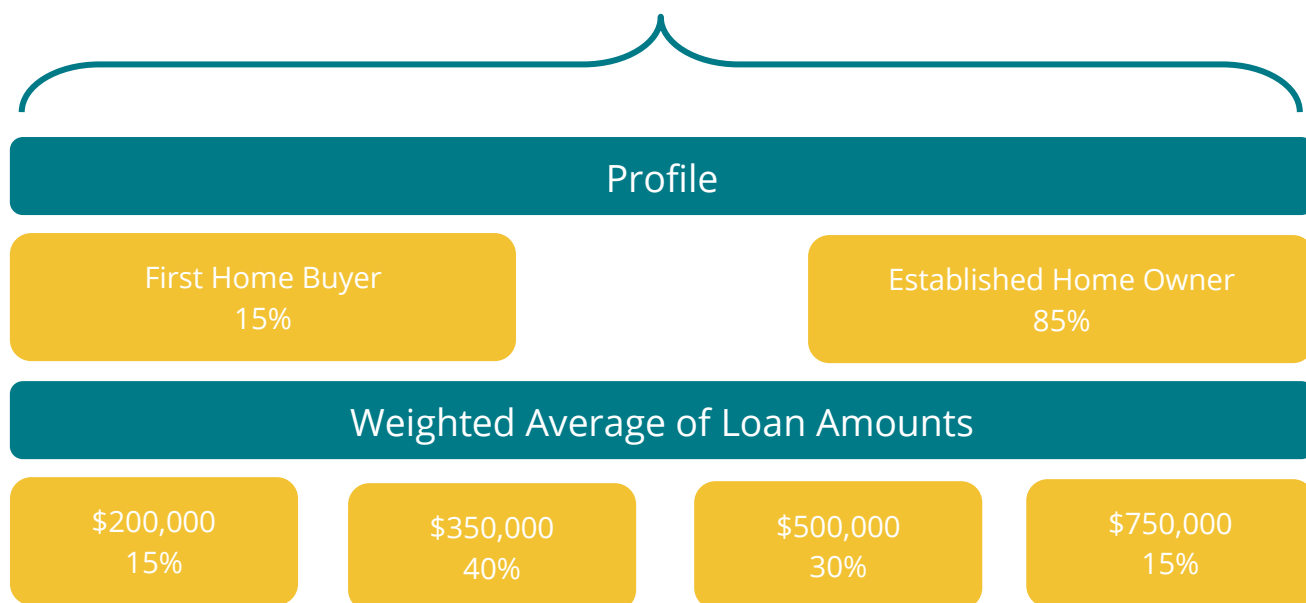 Profile
First Home Buyer
15%
Established Home Owner
85%
Weighted Average of Loan Amounts
$200,000
15%
$350,000
40%
$500,000
30%
$750,000
15%